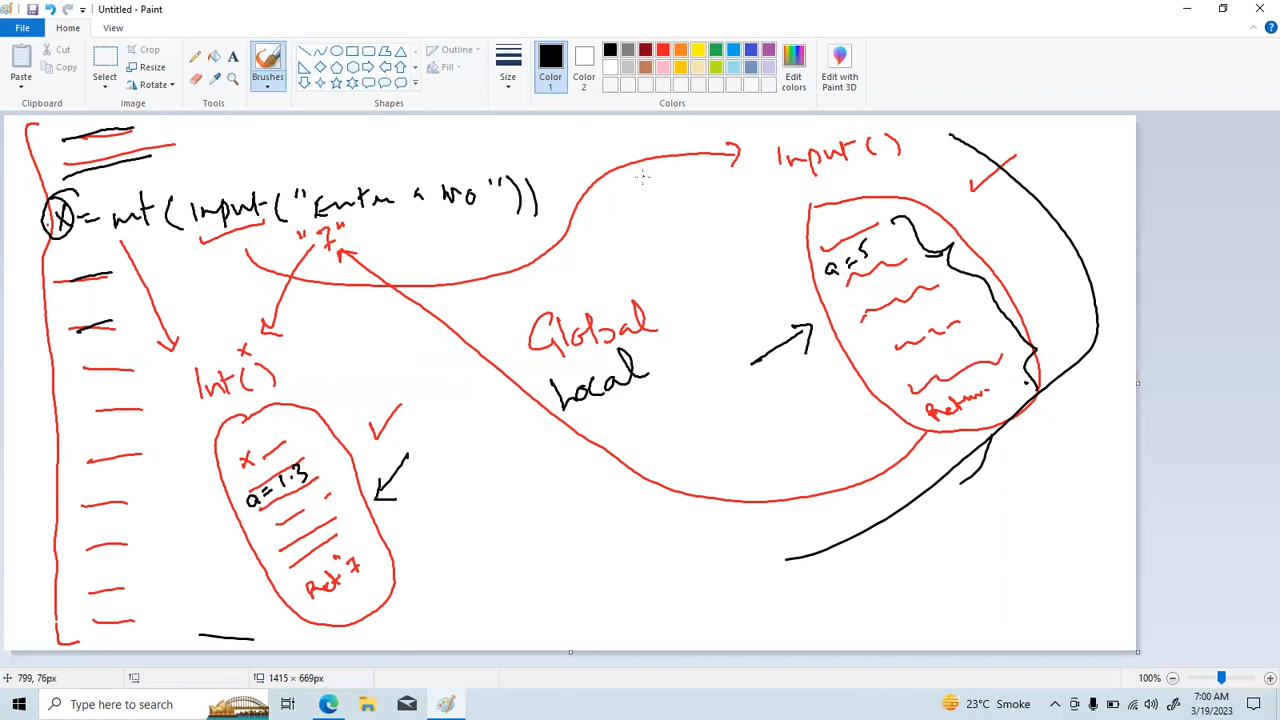 Untitled - Paint
File
Home
View
Paste
Cut
Copy
Clipboard
Select
Crop
Resize
Rotate
Image
Tools
Brushes
Outline
Fill
Shapes
Size
Color 1
Color 2
Edit colors
Colors
Edit with Paint 3D
Input()
x = int(input("Enter a No"))
"7"
a=5
Global
Local
x
Int()
Return
x
a=1.3
Ret "7
799, 76px
1415 × 669px
100%
Type here to search
23°C Smoke
7:00 AM
3/19/2023